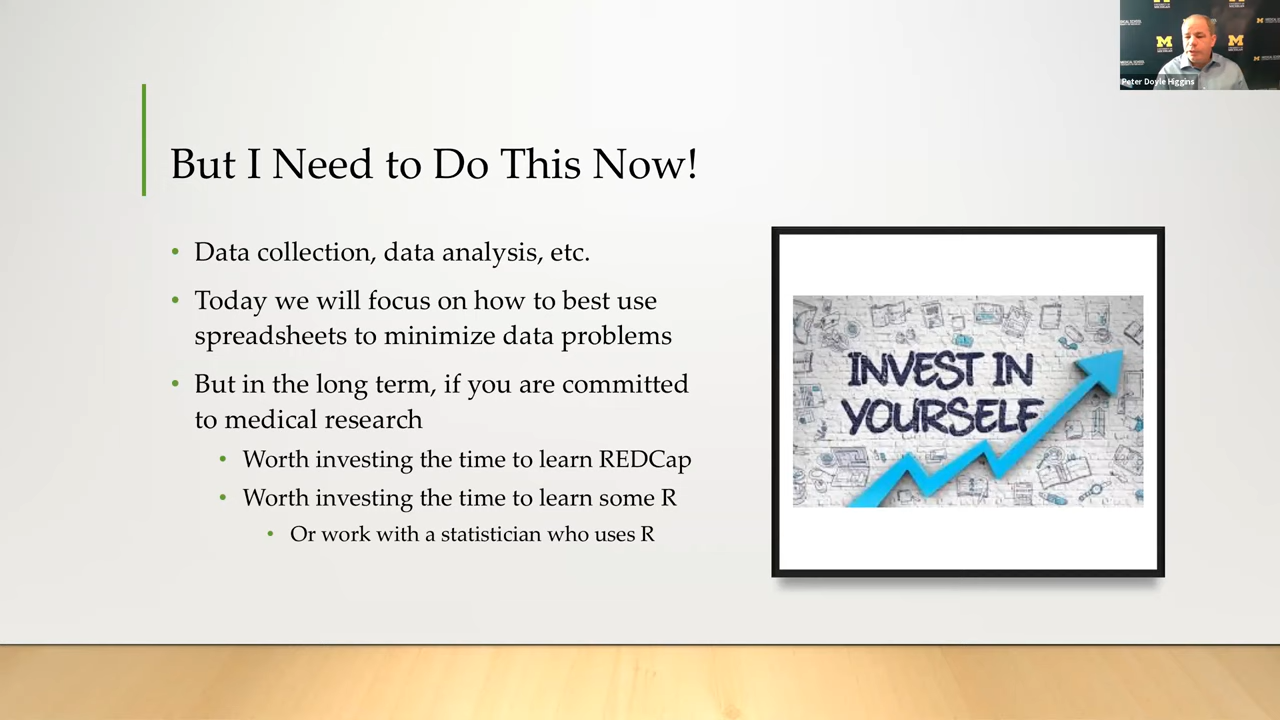 Peter Doyle Higgins
But I Need to Do This Now!
• Data collection, data analysis, etc.
• Today we will focus on how to best use
spreadsheets to minimize data problems
• But in the long term, if you are committed
to medical research
• Worth investing the time to learn REDCap
• Worth investing the time to learn some R
• Or work with a statistician who uses R
INVEST IN
YOURSELF